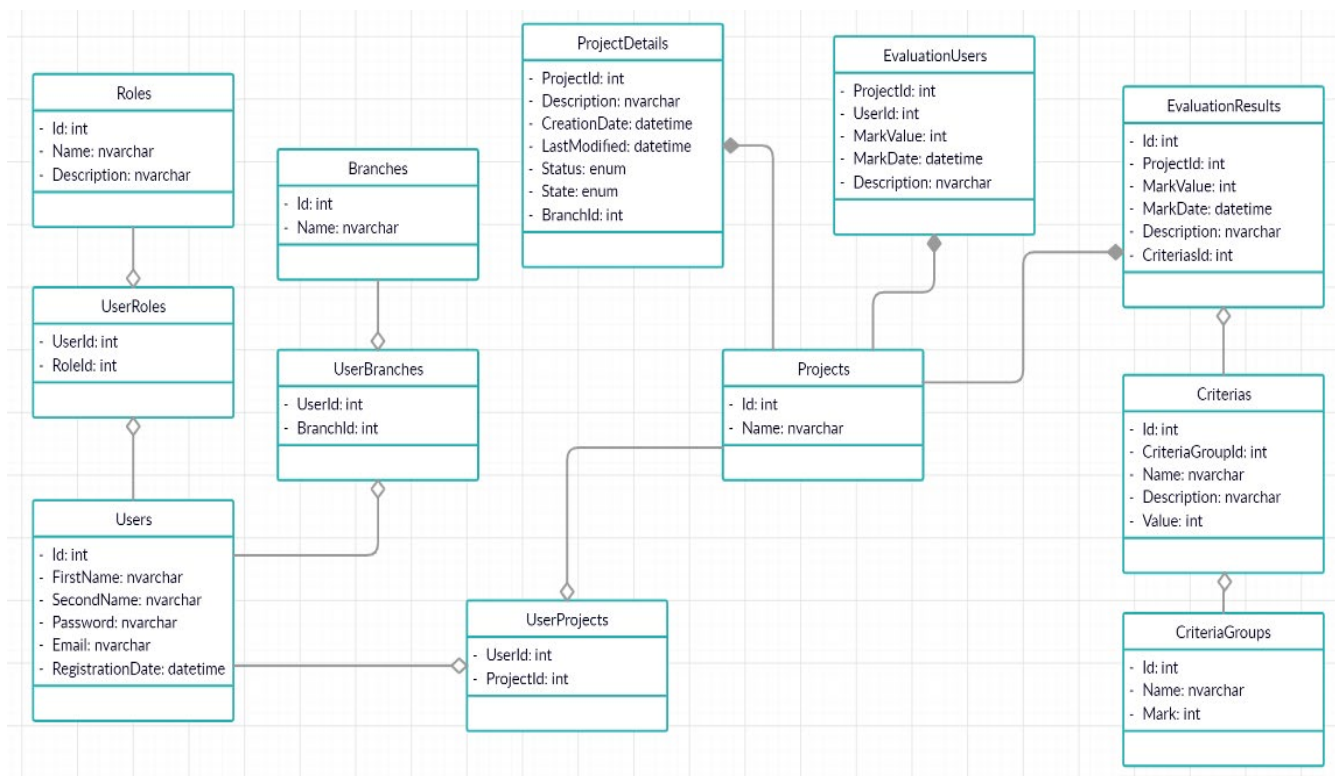 Roles
- Id: int
- Name: nvarchar
- Description: nvarchar
UserRoles
- UserId: int
- RoleId: int
Users
- Id: int
- FirstName: nvarchar
- SecondName: nvarchar
- Password: nvarchar
- Email: nvarchar
- RegistrationDate: datetime
Branches
- Id: int
- Name: nvarchar
UserBranches
- UserId: int
- BranchId: int
ProjectDetails
- ProjectId: int
- Description: nvarchar
- CreationDate: datetime
- LastModified: datetime
- Status: enum
- State: enum
- BranchId: int
UserProjects
- UserId: int
- ProjectId: int
EvaluationUsers
- ProjectId: int
- UserId: int
- MarkValue: int
- MarkDate: datetime
- Description: nvarchar
Projects
- Id: int
- Name: nvarchar
EvaluationResults
- Id: int
- ProjectId: int
- MarkValue: int
- MarkDate: datetime
- Description: nvarchar
- CriteriasId: int
Criterias
- Id: int
- CriteriaGroupId: int
- Name: nvarchar
- Description: nvarchar
- Value: int
CriteriaGroups
- Id: int
- Name: nvarchar
- Mark: int